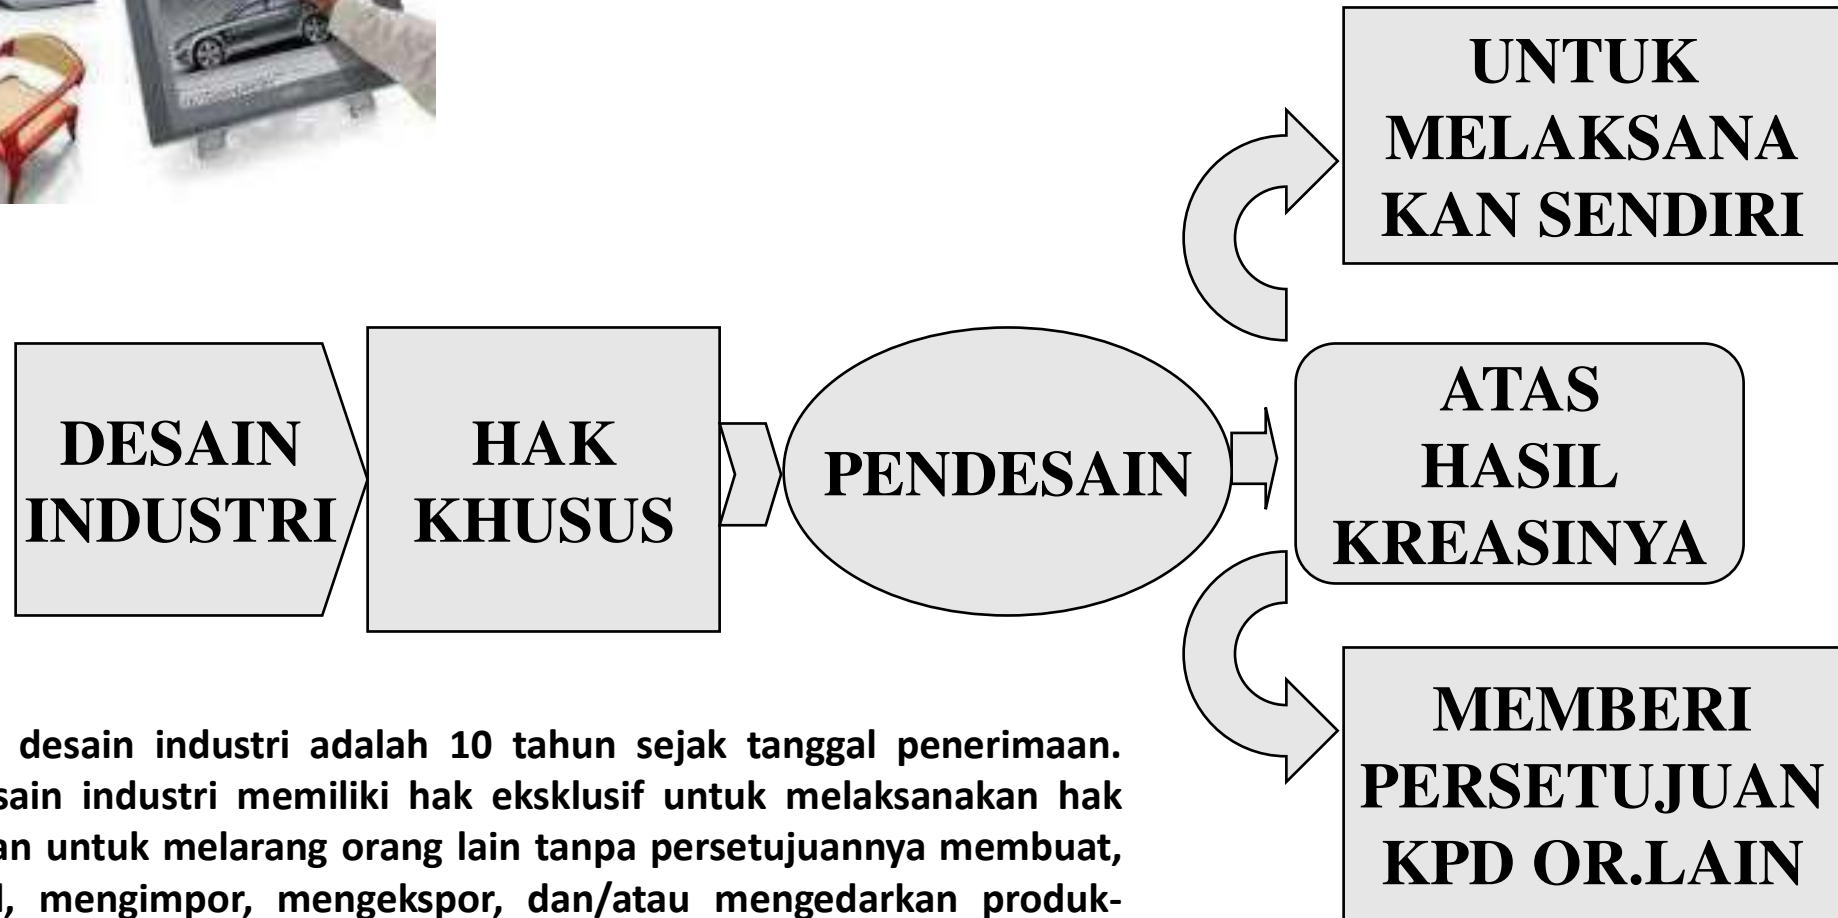 UNTUK
MELAKSANA
KAN SENDIRI
DESAIN
INDUSTRI
HAK
KHUSUS
PENDESAIN
ATAS
HASIL
KREASINYA
MEMBERI
PERSETUJUAN
KPD OR.LAIN
desain industri adalah 10 tahun sejak tanggal penerimaan.
industri memiliki hak eksklusif untuk melaksanakan hak
untuk melarang orang lain tanpa persetujuannya membuat,
mengimpor, mengekspor, dan/atau mengedarkan produk-